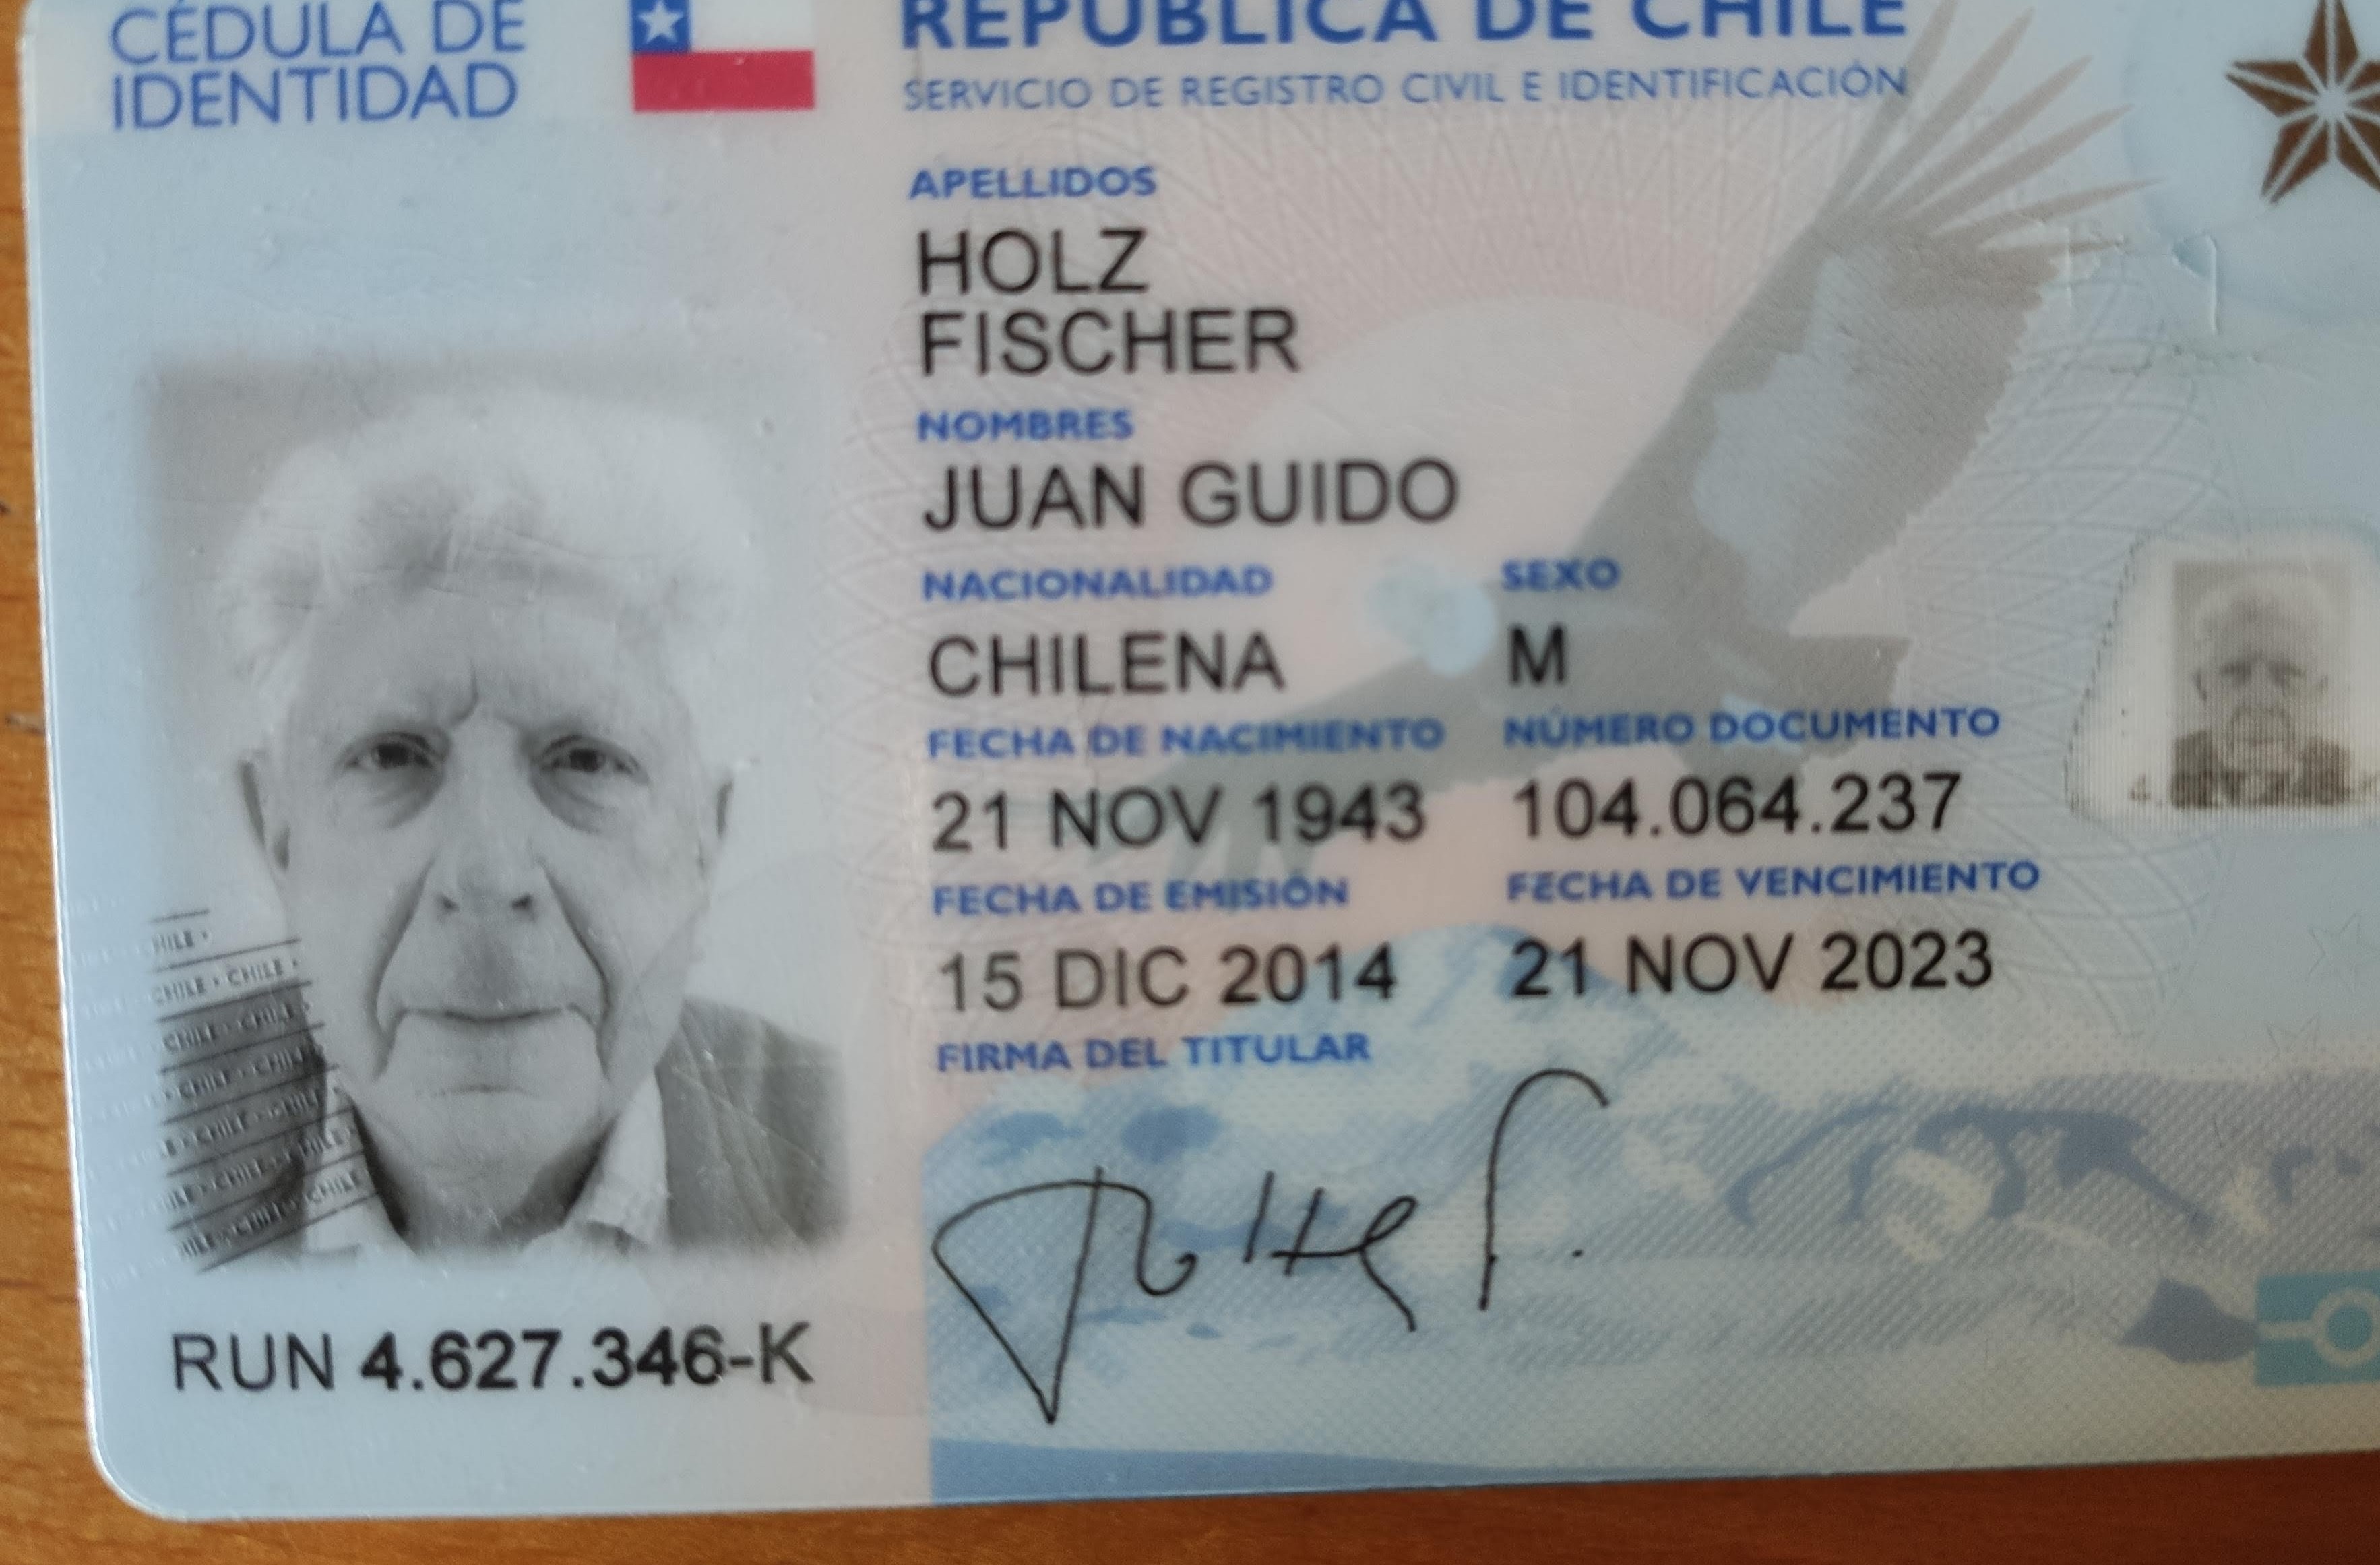 CÉDULA DE
IDENTIDAD
REPÚBLICA DE CHILE
SERVICIO DE REGISTRO CIVIL E IDENTIFICACIÓN
APELLIDOS
HOLZ
FISCHER
NOMBRES
JUAN GUIDO
NACIONALIDAD SEXO
CHILENA M
FECHA DE NACIMIENTO NÚMERO DOCUMENTO
21 NOV 1943 104.064.237
FECHA DE EMISIÓN FECHA DE VENCIMIENTO
15 DIC 2014 21 NOV 2023
FIRMA DEL TITULAR
CHILE • CHILE •
RUN 4.627.346-K